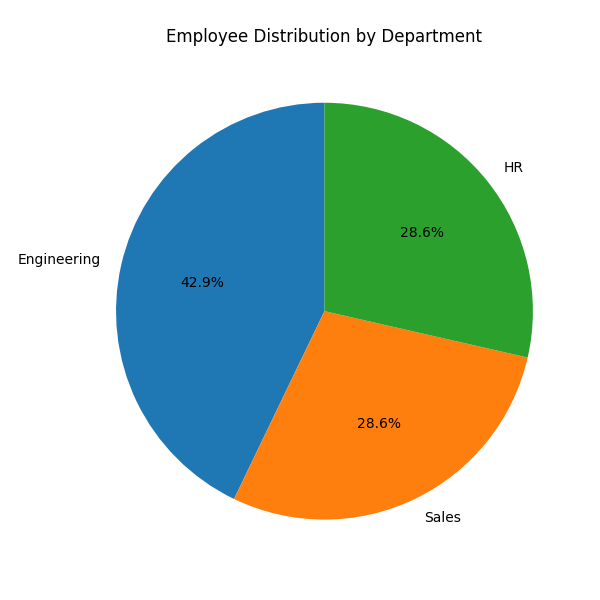 Employee Distribution by Department
HR
28.6%
Engineering
42.9%
28.6%
Sales